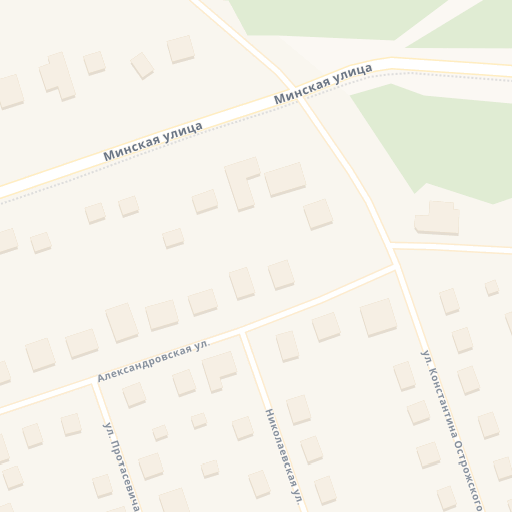 Минская улица
Минская улица
Александровская ул.
ул. Константина Острожского
Николаевская ул.
ул. Протасевича